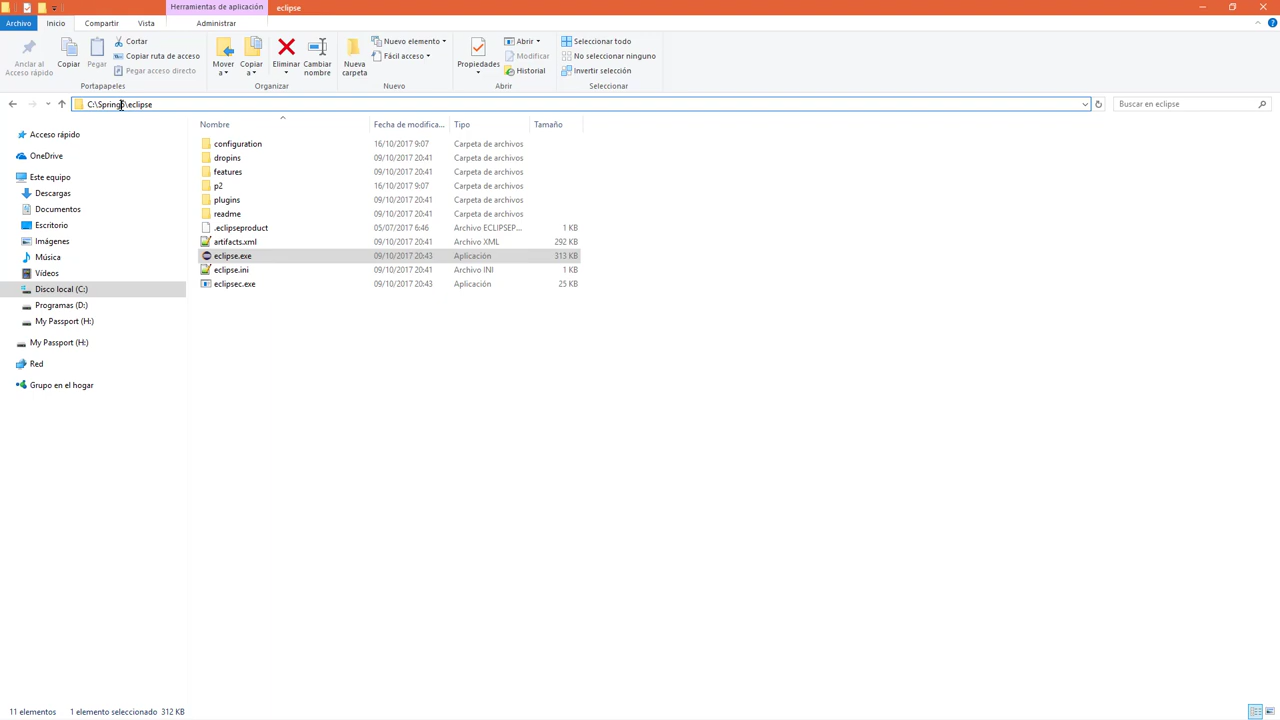 Herramientas de aplicación eclipse
Archivo Inicio Compartir Vista Administrar
Anclar al Acceso rápido
Copiar
Pegar
Cortar
Copiar ruta de acceso
Pegar acceso directo
Portapapeles
Mover a
Copiar a
Eliminar
Cambiar nombre
Organizar
Nueva carpeta
Nuevo elemento
Fácil acceso
Nuevo
Propiedades
Abrir
Modificar
Historial
Abrir
Seleccionar todo
No seleccionar ninguno
Invertir selección
Seleccionar
Buscar en eclipse
Acceso rápido
OneDrive
Este equipo
Descargas
Documentos
Escritorio
Imágenes
Música
Vídeos
Disco local (C:)
Programas (D:)
My Passport (H:)
My Passport (H:)
Red
Grupo en el hogar
Nombre Fecha de modifica... Tipo Tamaño
configuration 16/10/2017 9:07 Carpeta de archivos
dropins 09/10/2017 20:41 Carpeta de archivos
features 09/10/2017 20:41 Carpeta de archivos
p2 16/10/2017 9:07 Carpeta de archivos
plugins 09/10/2017 20:41 Carpeta de archivos
readme 09/10/2017 20:41 Carpeta de archivos
.eclipseproduct 05/07/2017 6:46 Archivo ECLIPSEP... 1 KB
artifacts.xml 09/10/2017 20:41 Archivo XML 292 KB
eclipse.exe 09/10/2017 20:43 Aplicación 313 KB
eclipse.ini 09/10/2017 20:41 Archivo INI 1 KB
eclipsec.exe 09/10/2017 20:43 Aplicación 25 KB
11 elementos 1 elemento seleccionado 312 KB